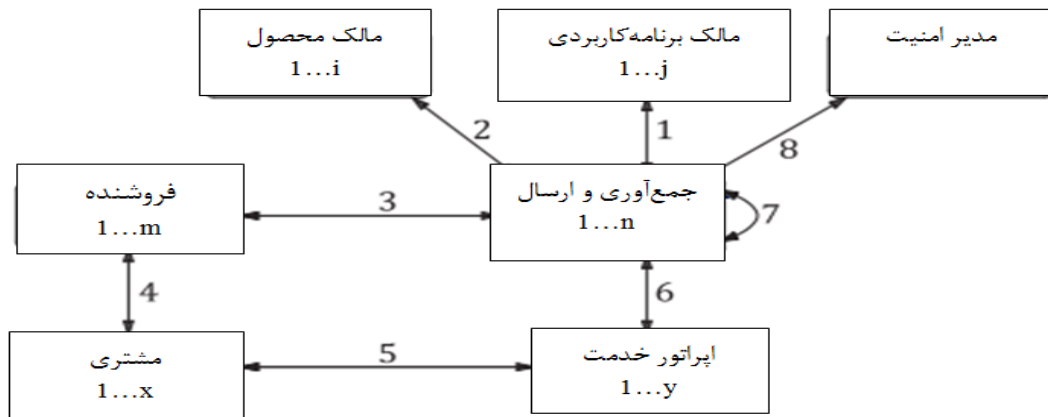 مالک محصول
1…i
مالک برنامه‌کاربردی
1…j
مدیر امنیت
2
1
8
فروشنده
1…m
3
جمع‌آوری و ارسال
1…n
7
4
6
مشتری
1…x
5
اپراتور خدمت
1…y